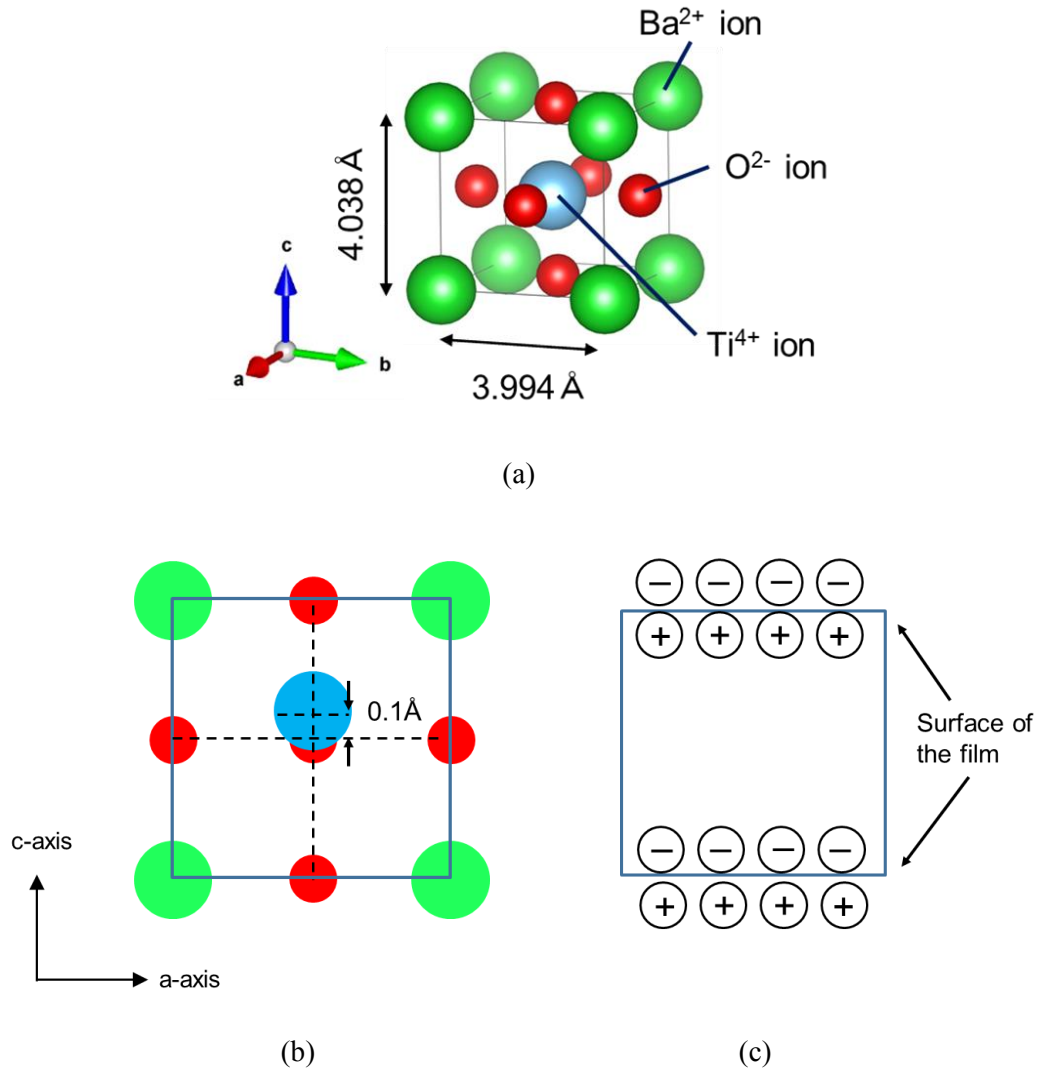 Ba²⁺ ion
O²⁻ ion
4.038 Å
c
b
a
Ti⁴⁺ ion
3.994 Å
(a)
0.1Å
c-axis
a-axis
(b)
− − − −
+ + + +
Surface of
the film
− − − −
+ + + +
(c)